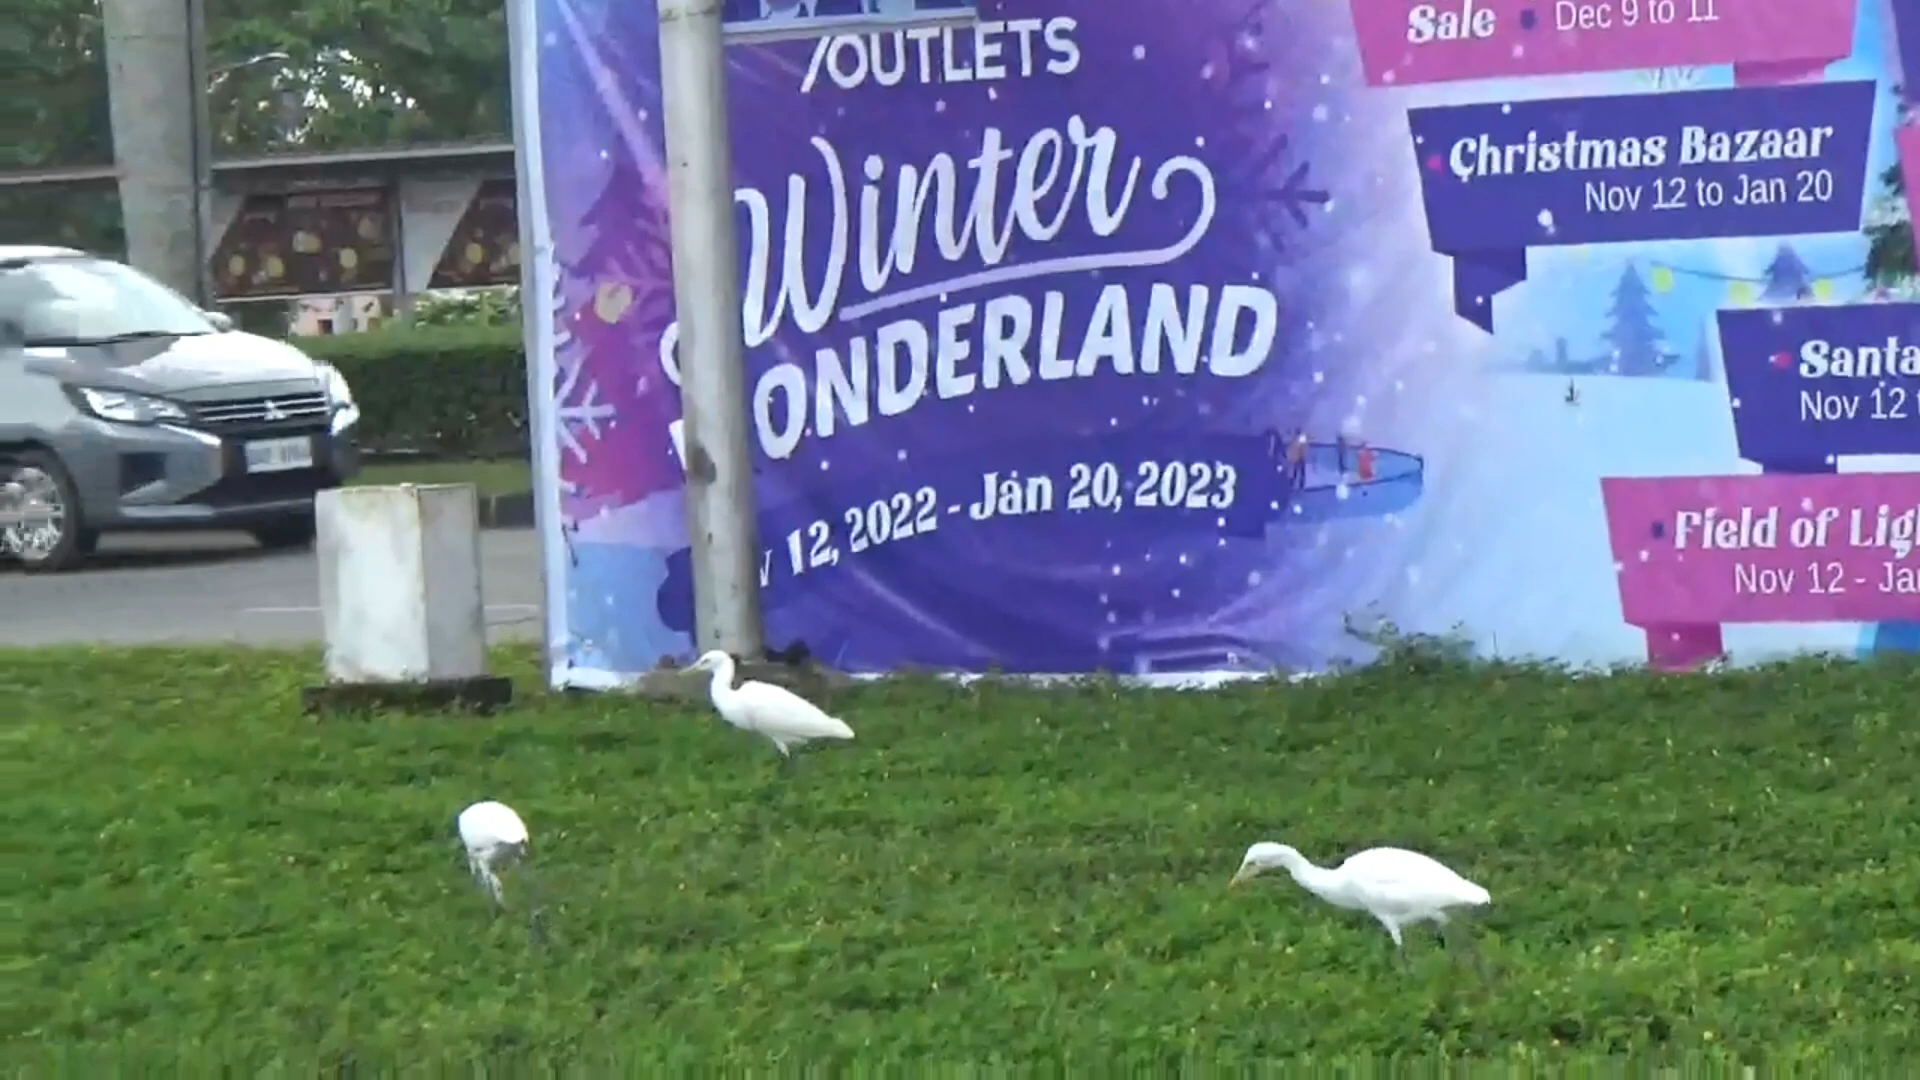 /OUTLETS
Winter
WONDERLAND
12, 2022 - Jan 20, 2023
Sale Dec 9 to 11
Christmas Bazaar
Nov 12 to Jan 20
Santa
Nov 12
Field of Lig
Nov 12 - Ja